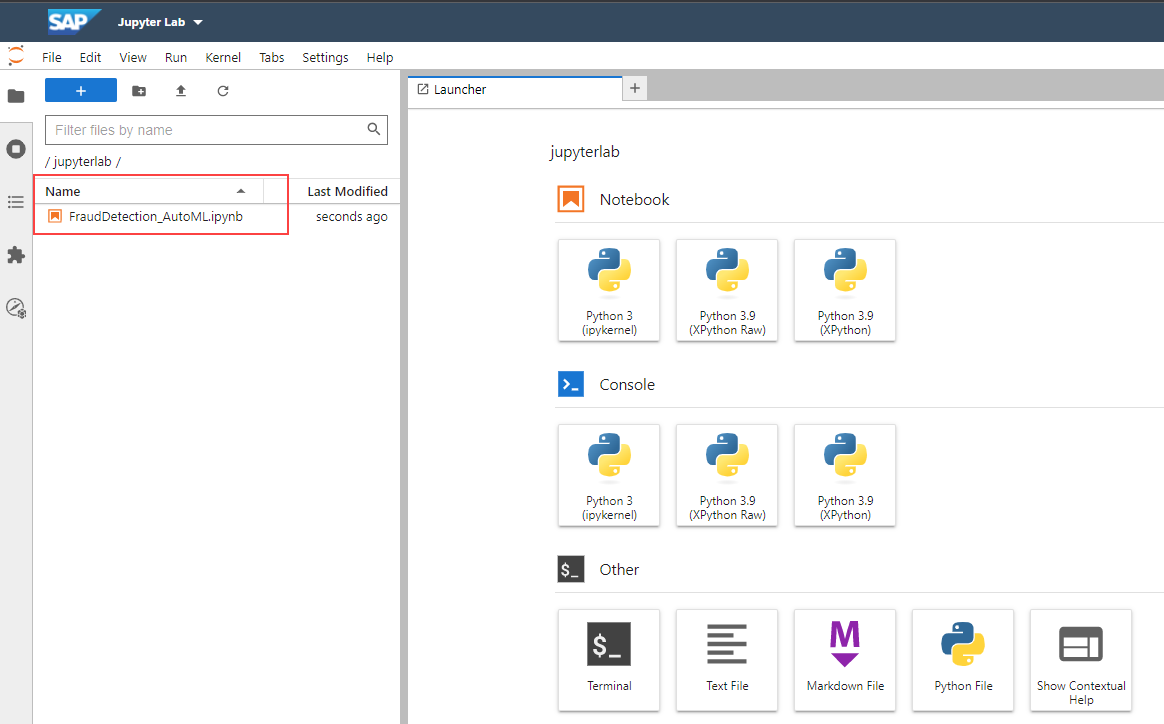 SAP Jupyter Lab
File Edit View Run Kernel Tabs Settings Help
+
Launcher +
Filter files by name
/ jupyterlab /
Name Last Modified
FraudDetection_AutoML.ipynb seconds ago
jupyterlab
Notebook
Python 3
(ipykernel)
Python 3.9
(XPython Raw)
Python 3.9
(XPython)
>_ Console
Python 3
(ipykernel)
Python 3.9
(XPython Raw)
Python 3.9
(XPython)
$_ Other
$_
Terminal
Text File
M
Markdown File
Python File
Show Contextual
Help